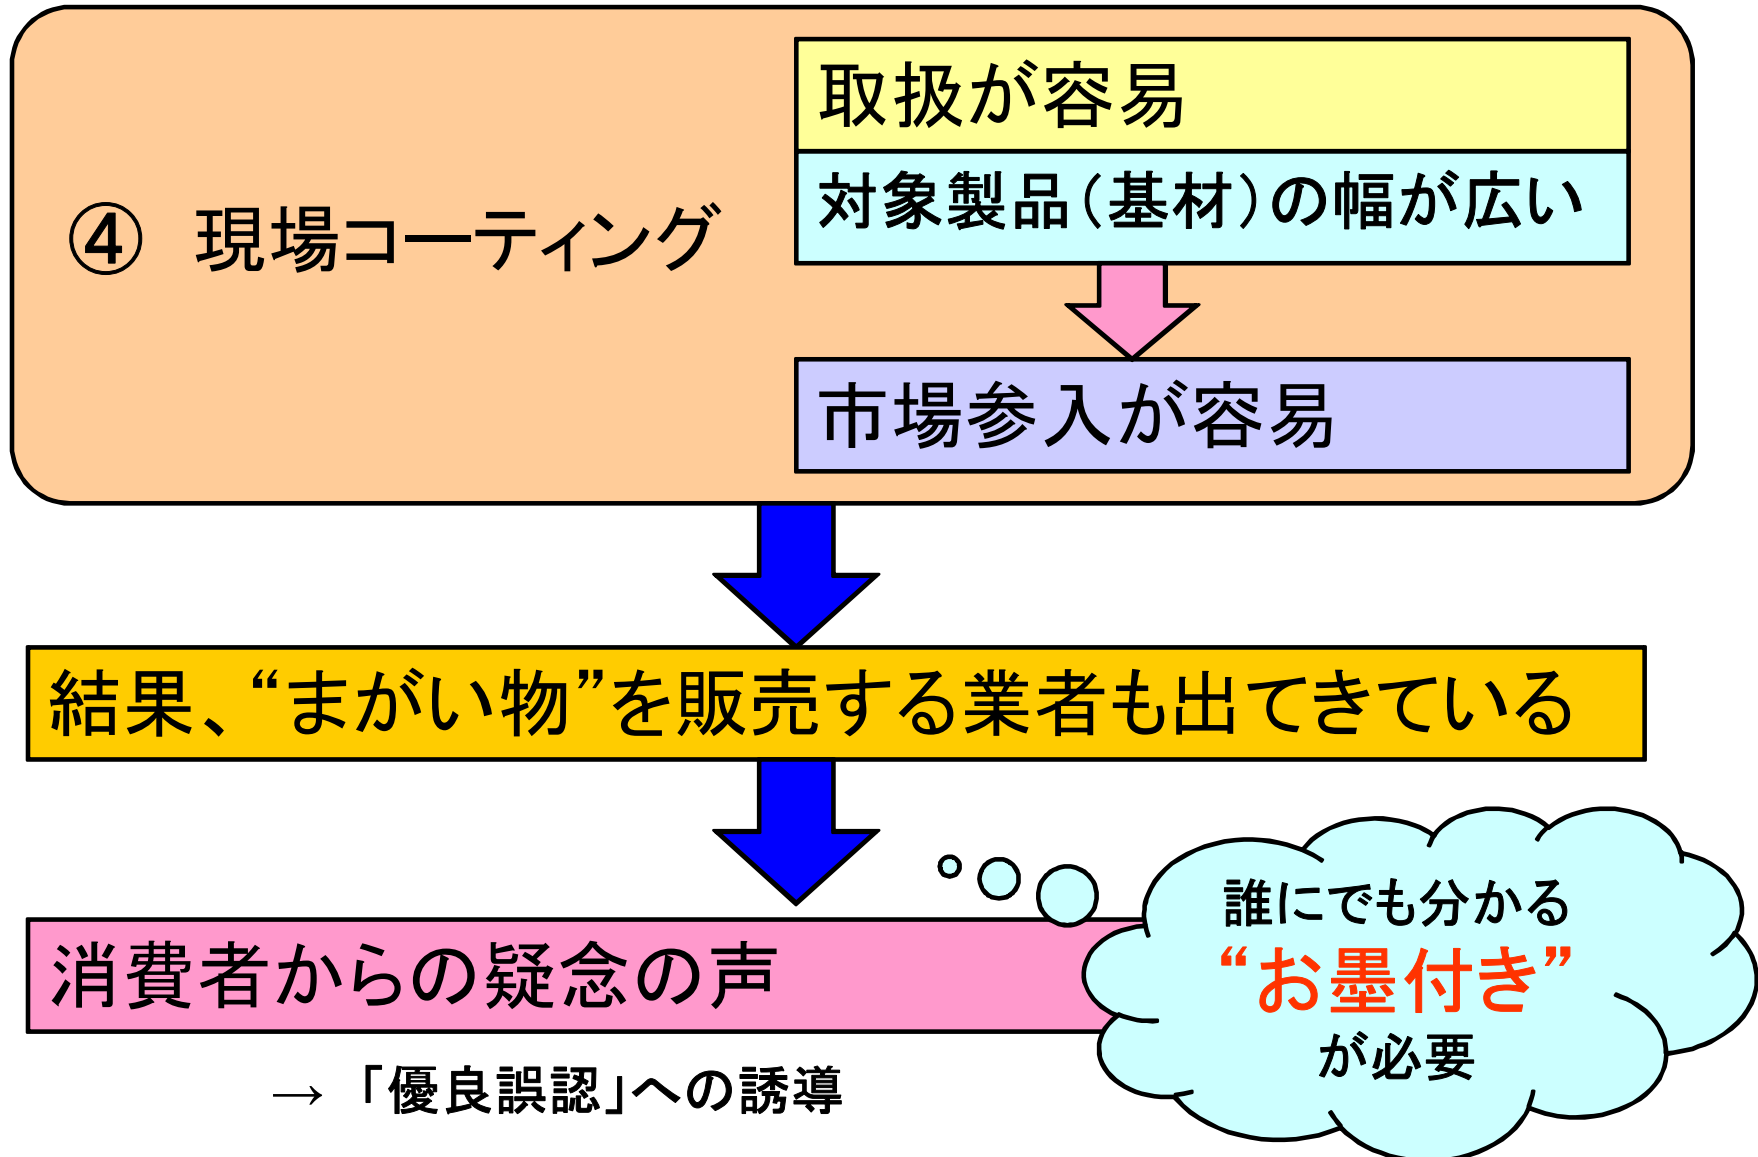 取扱が容易
対象製品（基材）の幅が広い
④　現場コーティング
市場参入が容易
結果、“まがい物”を販売する業者も出てきている
消費者からの疑念の声
→「優良誤認」への誘導
誰にでも分かる
“お墨付き”
が必要